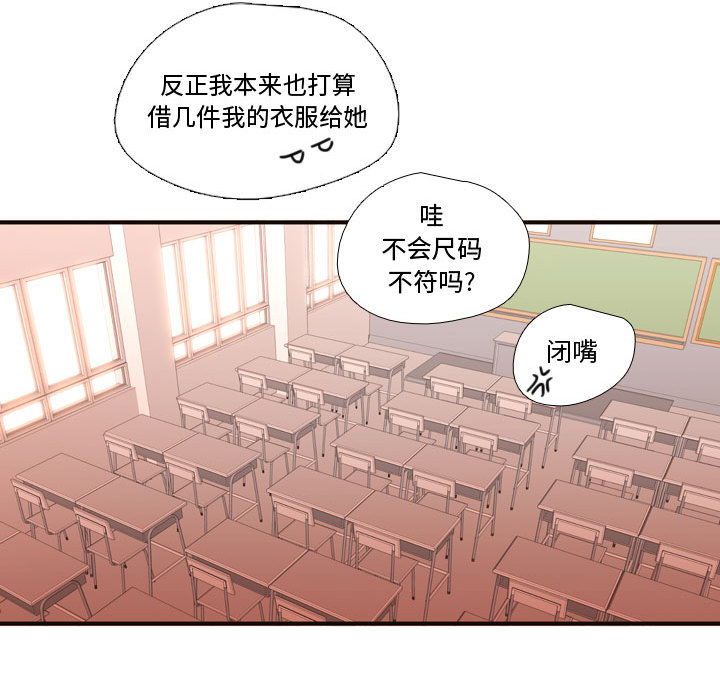 反正我本来也打算
借几件我的衣服给她
哇
不会尺码
不符吗?
闭嘴